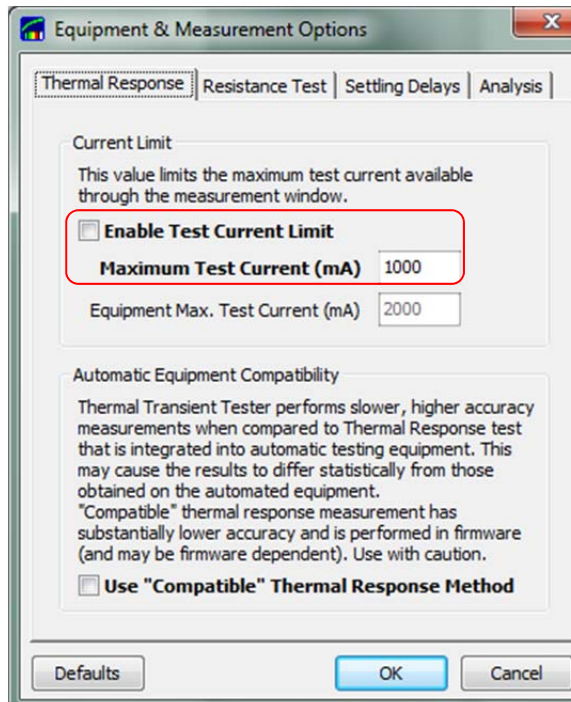 Equipment & Measurement Options
Thermal Response
Resistance Test
Settling Delays
Analysis
Current Limit
This value limits the maximum test current available
through the measurement window.
Enable Test Current Limit
Maximum Test Current (mA) 1000
Equipment Max. Test Current (mA) 2000
Automatic Equipment Compatibility
Thermal Transient Tester performs slower, higher accuracy
measurements when compared to Thermal Response test
that is integrated into automatic testing equipment. This
may cause the results to differ statistically from those
obtained on the automated equipment.
"Compatible" thermal response measurement has
substantially lower accuracy and is performed in firmware
(and may be firmware dependent). Use with caution.
Use "Compatible" Thermal Response Method
Defaults
OK
Cancel